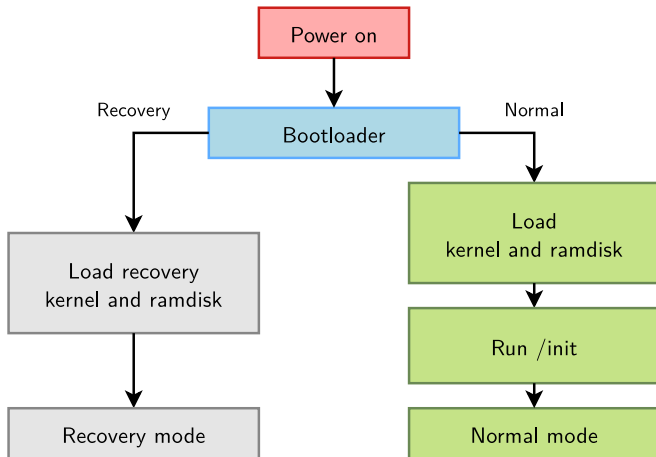 Power on
Recovery
Normal
Bootloader
Load
kernel and ramdisk
Load recovery
kernel and ramdisk
Run /init
Recovery mode
Normal mode